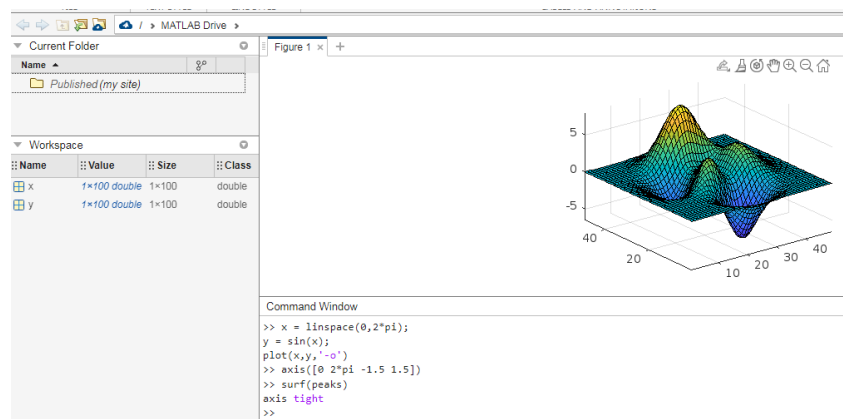 / > MATLAB Drive >
Current Folder
Name
Published (my site)
Workspace
Name Value Size Class
x 1×100 double 1×100 double
y 1×100 double 1×100 double
Figure 1 × +
5
0
-5
40
20
10 20 30 40
Command Window
>> x = linspace(0,2*pi);
y = sin(x);
plot(x,y,'-o')
>> axis([0 2*pi -1.5 1.5])
>> surf(peaks)
axis tight
>>